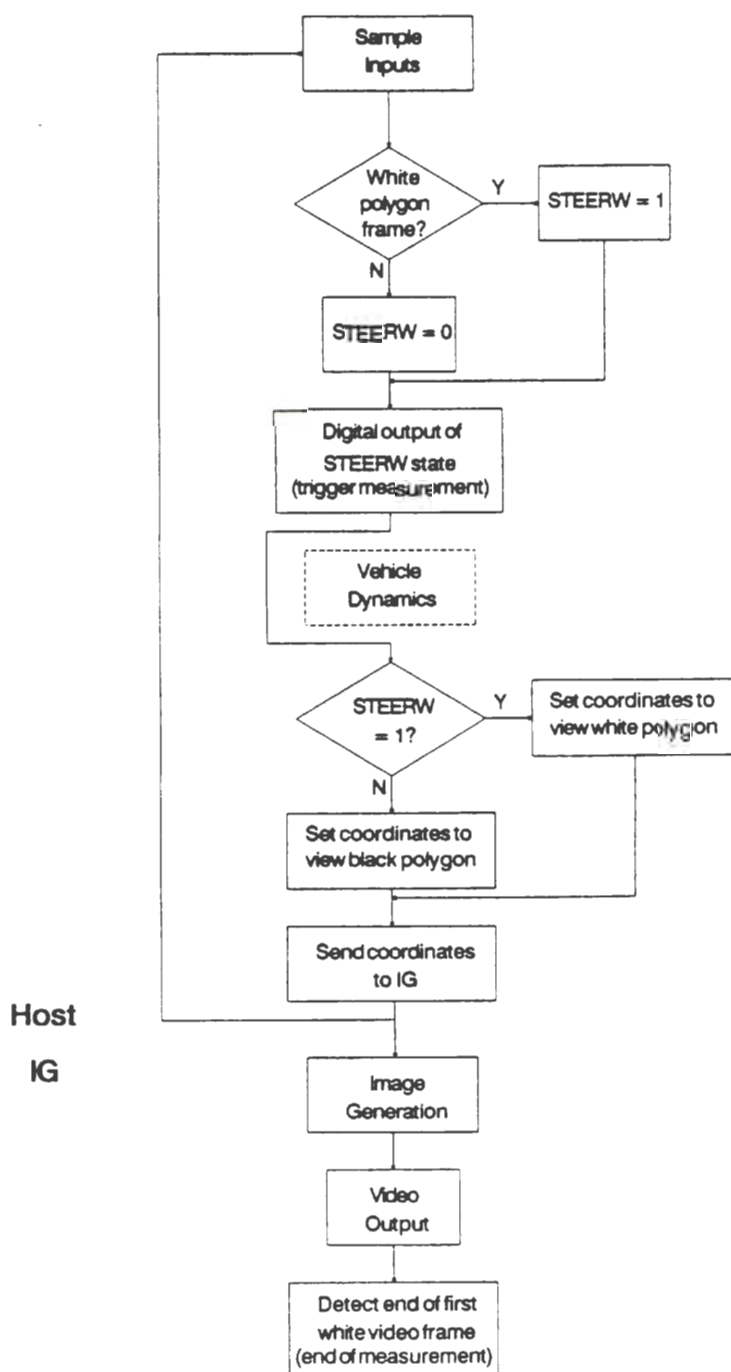 Sample
Inputs
White
polygon
frame?
Y
STEERW = 1
N
STEERW = 0
Digital output of
STEERW state
(trigger measurement)
Vehicle
Dynamics
STEERW
= 1?
Y
Set coordinates to
view white polygon
N
Set coordinates to
view black polygon
Send coordinates
to IG
Host
IG
Image
Generation
Video
Output
Detect end of first
white video frame
(end of measurement)